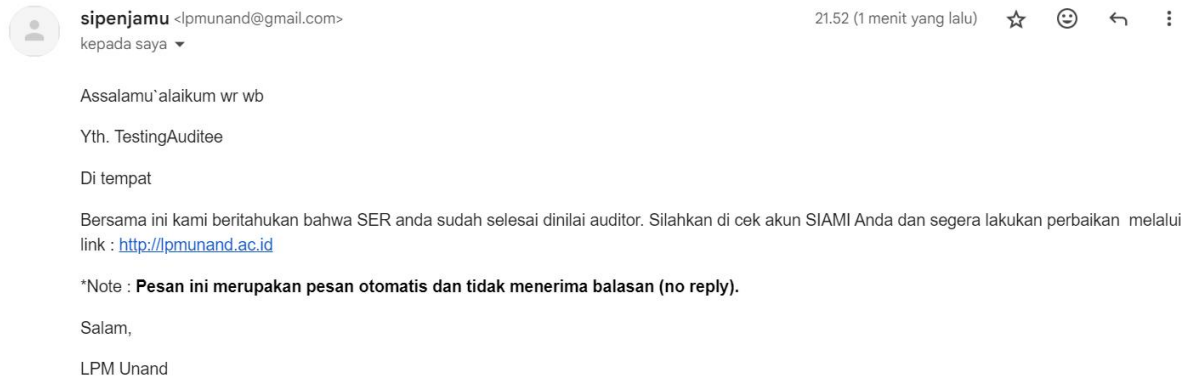 sipenjamu <lpmunand@gmail.com> 21.52 (1 menit yang lalu)
kepada saya
Assalamu`alaikum wr wb
Yth. TestingAuditee
Di tempat
Bersama ini kami beritahukan bahwa SER anda sudah selesai dinilai auditor. Silahkan di cek akun SIAMI Anda dan segera lakukan perbaikan  melalui
link : http://lpmunand.ac.id
*Note : Pesan ini merupakan pesan otomatis dan tidak menerima balasan (no reply).
Salam,
LPM Unand